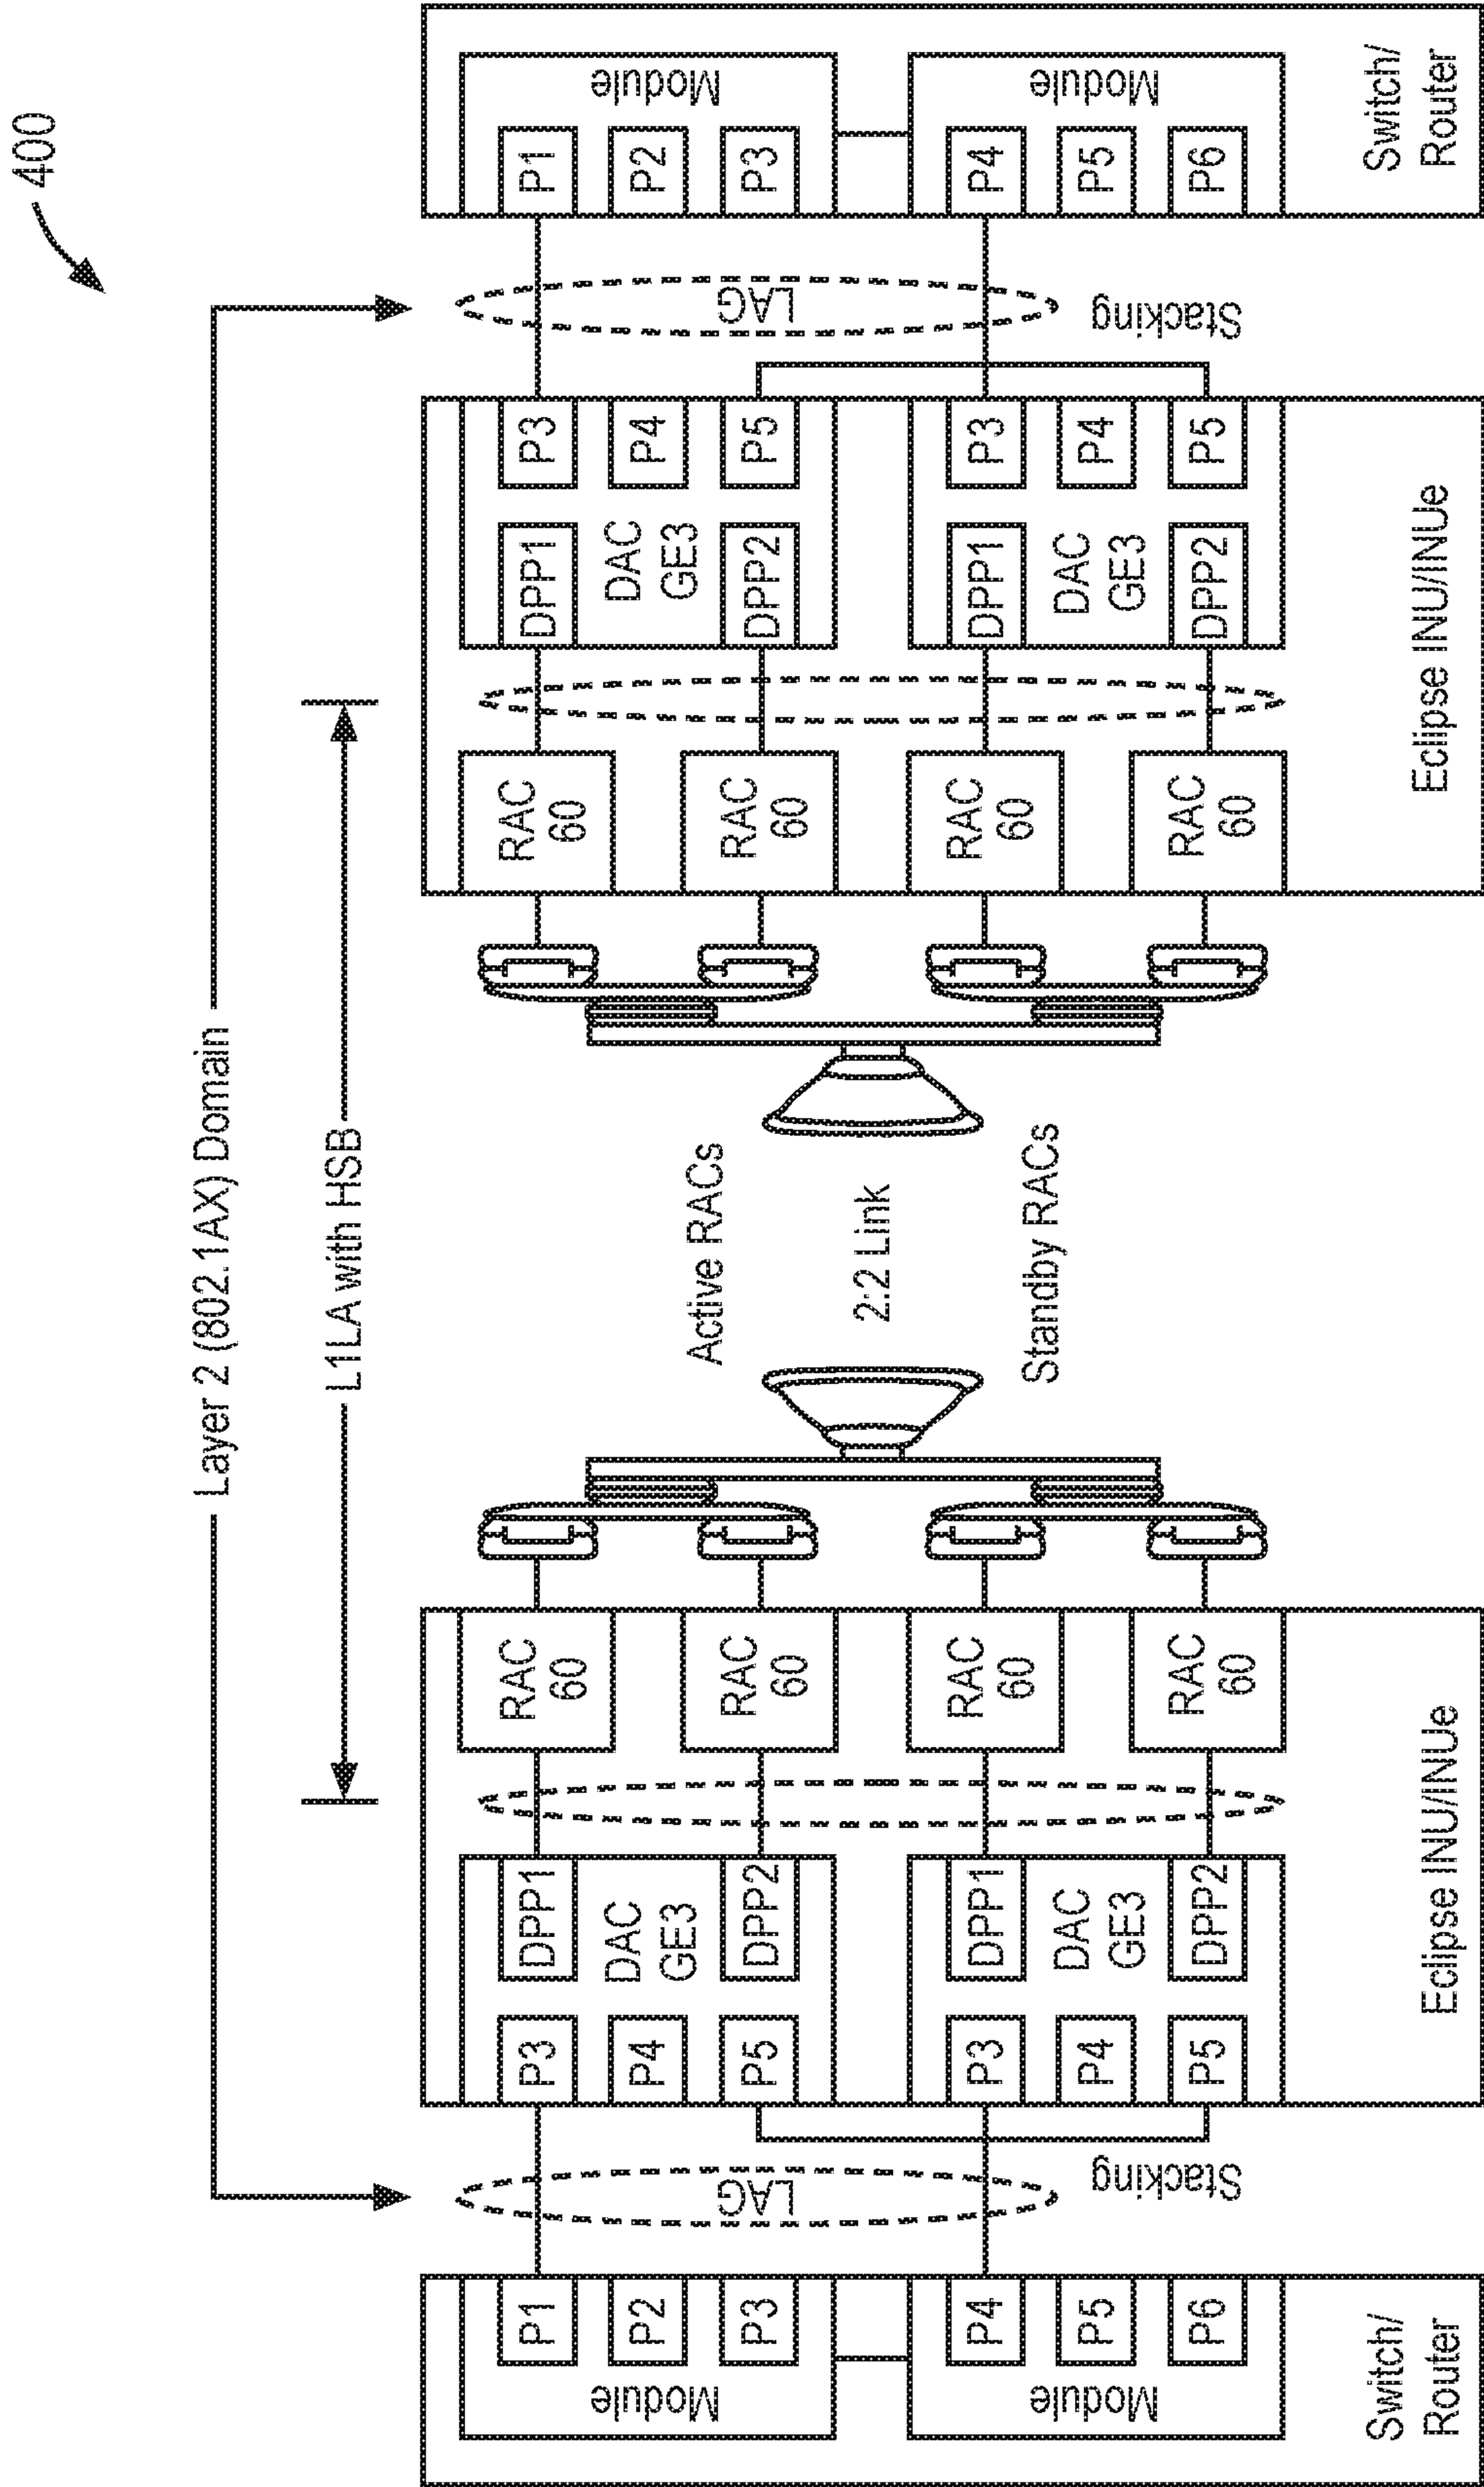 400
Layer 2 (802.1AX) Domain
L1LA with HSB
Switch/
Router
Module
P1
P2
P3
Module
P4
P5
P6
LAG
Stacking
Eclipse INU/INUe
P3
P4
P5
DAC
GE3
DPP1
DPP2
P3
P4
P5
DAC
GE3
DPP1
DPP2
RAC
60
RAC
60
RAC
60
RAC
60
Active RACs
2:2 Link
Standby RACs
Eclipse INU/INUe
RAC
60
RAC
60
RAC
60
RAC
60
DPP1
DPP2
DAC
GE3
P3
P4
P5
DPP1
DPP2
DAC
GE3
P3
P4
P5
LAG
Stacking
Switch/
Router
P1
P2
P3
Module
P4
P5
P6
Module